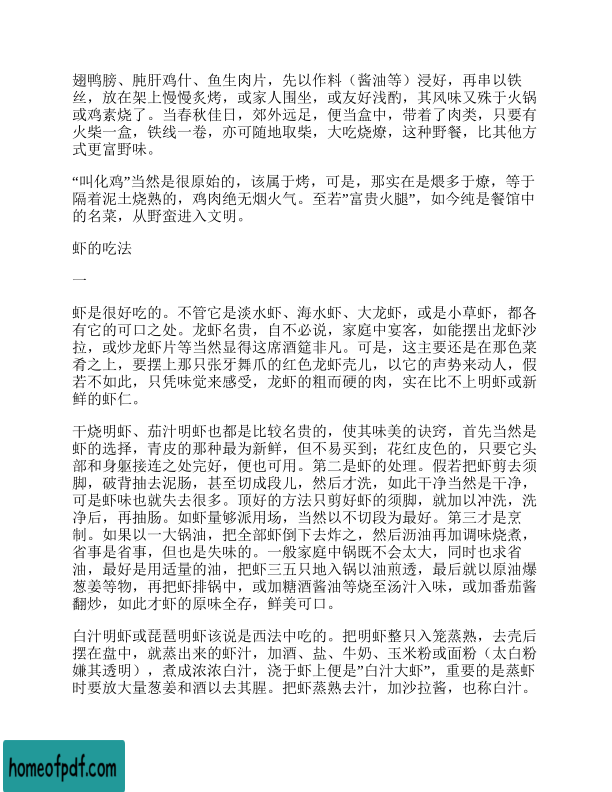 翅鸭膀、肫肝鸡什、鱼生肉片，先以作料（酱油等）浸好，再串以铁
丝，放在架上慢慢炙烤，或家人围坐，或友好浅酌，其风味又殊于火锅
或鸡素烧了。当春秋佳日，郊外远足，便当盒中，带着了肉类，只要有
火柴一盒，铁线一卷，亦可随地取柴，大吃烧燎，这种野餐，比其他方
式更富野味。
“叫化鸡”当然是很原始的，该属于烤，可是，那实在是煨多于燎，等于
隔着泥土烧熟的，鸡肉绝无烟火气。至若”富贵火腿”，如今纯是餐馆中
的名菜，从野蛮进入文明。
虾的吃法
一
虾是很好吃的。不管它是淡水虾、海水虾、大龙虾，或是小草虾，都各
有它的可口之处。龙虾名贵，自不必说，家庭中宴客，如能摆出龙虾沙
拉，或炒龙虾片等当然显得这席酒筵非凡。可是，这主要还是在那色菜
肴之上，要摆上那只张牙舞爪的红色龙虾壳儿，以它的声势来动人，假
若不如此，只凭味觉来感受，龙虾的粗而硬的肉，实在比不上明虾或新
鲜的虾仁。
干烧明虾、茄汁明虾也都是比较名贵的，使其味美的诀窍，首先当然是
虾的选择，青皮的那种最为新鲜，但不易买到；花红皮色的，只要它头
部和身躯接连之处完好，便也可用。第二是虾的处理。假若把虾剪去须
脚，破背抽去泥肠，甚至切成段儿，然后才洗，如此干净当然是干净，
可是虾味也就失去很多。顶好的方法只剪好虾的须脚，就加以冲洗，洗
净后，再抽肠。如虾量够派用场，当然以不切段为最好。第三才是烹
制。如果以一大锅油，把全部虾倒下去炸之，然后沥油再加调味烧煮，
省事是省事，但也是失味的。一般家庭中锅既不会太大，同时也求省
油，最好是用适量的油，把虾三五只地入锅以油煎透，最后就以原油爆
葱姜等物，再把虾排锅中，或加糖酒酱油等烧至汤汁入味，或加番茄酱
翻炒，如此才虾的原味全存，鲜美可口。
白汁明虾或琵琶明虾该说是西法中吃的。把明虾整只入笼蒸熟，去壳后
摆在盘中，就蒸出来的虾汁，加酒、盐、牛奶、玉米粉或面粉（太白粉
嫌其透明），煮成浓浓白汁，浇于虾上便是”白汁大虾”，重要的是蒸虾
时要放大量葱姜和酒以去其腥。把虾蒸熟去汁，加沙拉酱，也称白汁。
homeofpdf.com